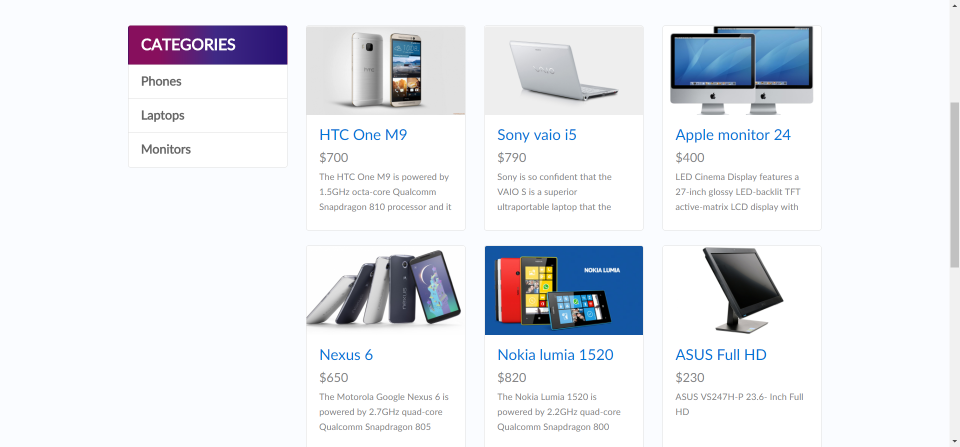 CATEGORIES
Phones
Laptops
Monitors
HTC One M9
$700
The HTC One M9 is powered by
1.5GHz octa-core Qualcomm
Snapdragon 810 processor and it
VAIO
Sony vaio i5
$790
Sony is so confident that the
VAIO S is a superior
ultraportable laptop that the
Apple monitor 24
$400
LED Cinema Display features a
27-inch glossy LED-backlit TFT
active-matrix LCD display with
Nexus 6
$650
The Motorola Google Nexus 6 is
powered by 2.7GHz quad-core
Qualcomm Snapdragon 805
NOKIA LUMIA
Nokia lumia 1520
$820
The Nokia Lumia 1520 is
powered by 2.2GHz quad-core
Qualcomm Snapdragon 800
ASUS Full HD
$230
ASUS VS247H-P 23.6- Inch Full
HD